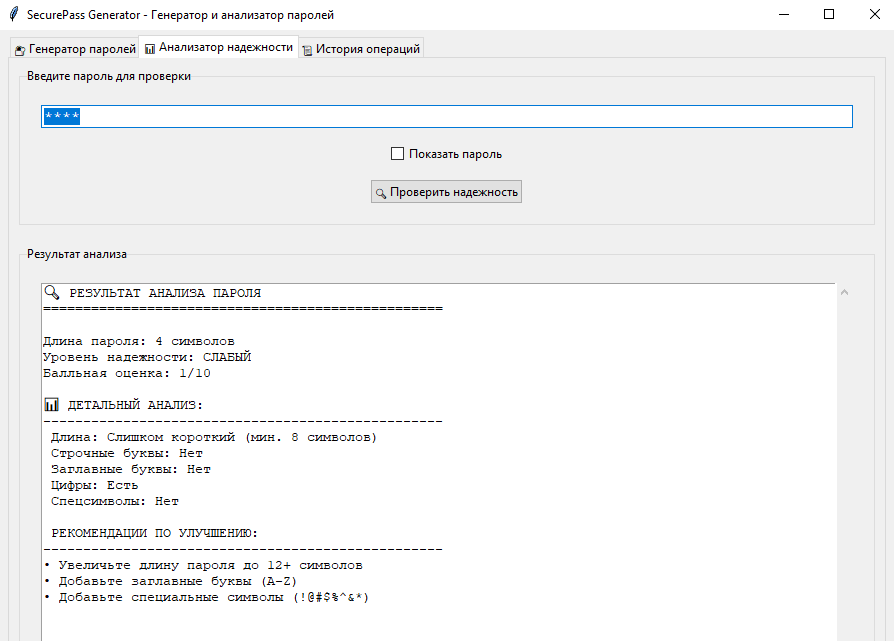 SecurePass Generator - Генератор и анализатор паролей
Генератор паролей Анализатор надежности История операций
Введите пароль для проверки
****
Показать пароль
Проверить надежность
Результат анализа
РЕЗУЛЬТАТ АНАЛИЗА ПАРОЛЯ
==================================================
Длина пароля: 4 символов
Уровень надежности: СЛАБЫЙ
Балльная оценка: 1/10
ДЕТАЛЬНЫЙ АНАЛИЗ:
--------------------------------------------------
Длина: Слишком короткий (мин. 8 символов)
Строчные буквы: Нет
Заглавные буквы: Нет
Цифры: Есть
Спецсимволы: Нет
РЕКОМЕНДАЦИИ ПО УЛУЧШЕНИЮ:
--------------------------------------------------
• Увеличьте длину пароля до 12+ символов
• Добавьте заглавные буквы (A-Z)
• Добавьте специальные символы (!@#$%^&*)